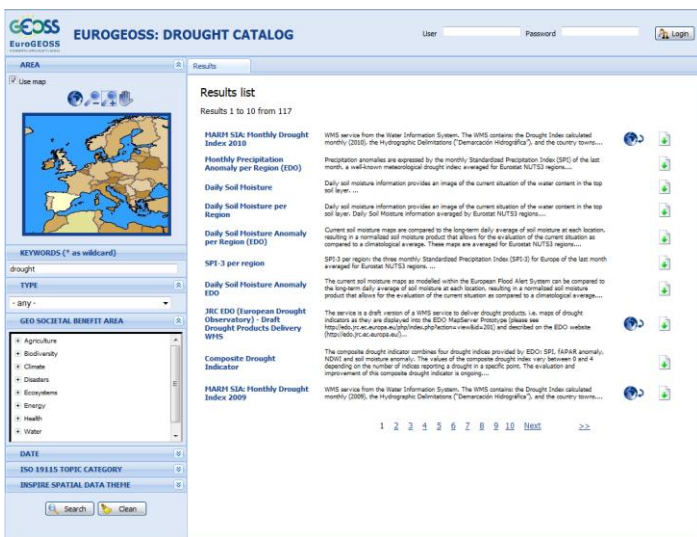 GEOSS
EuroGEOSS
EUROGEOSS: DROUGHT CATALOG
User
Password
Login
AREA
Use map
KEYWORDS (* as wildcard)
drought
TYPE
- any -
GEO SOCIETAL BENEFIT AREA
Agriculture
Biodiversity
Climate
Disasters
Ecosystems
Energy
Health
Water
DATE
ISO 19115 TOPIC CATEGORY
INSPIRE SPATIAL DATA THEME
Search
Clean
Results
Results list
Results 1 to 10 from 117
MARM SIA: Monthly Drought
Index 2010
WMS service from the Water Information System. The WMS contains: the Drought Index calculated
monthly (2010), the Hydrographic Delimitations ("Demarcación Hidrográfica"), and the country towns....
Monthly Precipitation
Anomaly per Region (EDO)
Precipitation anomalies are expressed by the monthly Standardized Precipitation Index (SPI) of the last
month, a well-known meteorological drought index; averaged for Eurostat NUTS3 regions....
Daily Soil Moisture
Daily soil moisture information provides an image of the current situation of the water content in the top
soil layer. ...
Daily Soil Moisture per
Region
Daily soil moisture information provides an image of the current situation of the water content in the top
soil layer. Daily Soil Moisture information averaged by Eurostat NUTS3 regions....
Daily Soil Moisture Anomaly
per Region (EDO)
Current soil moisture maps are compared to the long-term daily average of soil moisture at each location,
resulting in a normalized soil moisture product that allows for the evaluation of the current situation as
compared to a climatological average. These maps are averaged for Eurostat NUTS3 regions....
SPI-3 per region
SPI-3 per region: the three monthly Standardized Precipitation Index (SPI-3) for Europe of the last month
averaged for Eurostat NUTS3 regions. ...
Daily Soil Moisture Anomaly
EDO
The current soil moisture maps as modelled within the European Flood Alert System can be compared to
the long-term daily average of soil moisture at each location, resulting in a normalized soil moisture
product that allows for the evaluation of the current situation as compared to a climatological average....
JRC EDO (European Drought
Observatory) - Draft
Drought Products Delivery
WMS
The service is a draft version of a WMS service to deliver drought products, i.e. maps of drought
indicators as they are displayed into the EDO MapServer Prototype (please see
http://edo.jrc.ec.europa.eu/php/index.php?action=view&id=201) and described on the EDO website
(http://edo.jrc.ec.europa.eu/)...
Composite Drought
Indicator
The composite drought indicator combines four drought indices provided by EDO: SPI, fAPAR anomaly,
NDWI and soil moisture anomaly. The values of the composite drought index vary between 0 and 4
depending on the number of indices reporting a drought in a specific point. The evaluation and
improvement of this composite drought indicator is ongoing....
MARM SIA: Monthly Drought
Index 2009
WMS service from the Water Information System. The WMS contains: the Drought Index calculated
monthly (2009), the Hydrographic Delimitations ("Demarcación Hidrográfica"), and the country towns....
1 2 3 4 5 6 7 8 9 10 Next >>